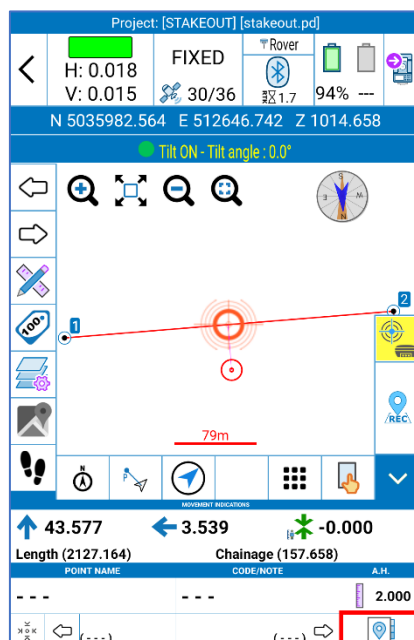 Project: [STAKEOUT] [stakeout.pd]
H: 0.018
V: 0.015
FIXED
30/36
Rover
RTK 1.7
94% ---
N 5035982.564 E 512646.742 Z 1014.658
Tilt ON - Tilt angle : 0.0°
S
E
W
N
100°
1
2
REC
79m
N
P
MOVEMENT INDICATIONS
43.577
3.539
-0.000
Length (2127.164)
Chainage (157.658)
POINT NAME
CODE/NOTE
A.H.
- - -
- - -
2.000
(---)
(---)